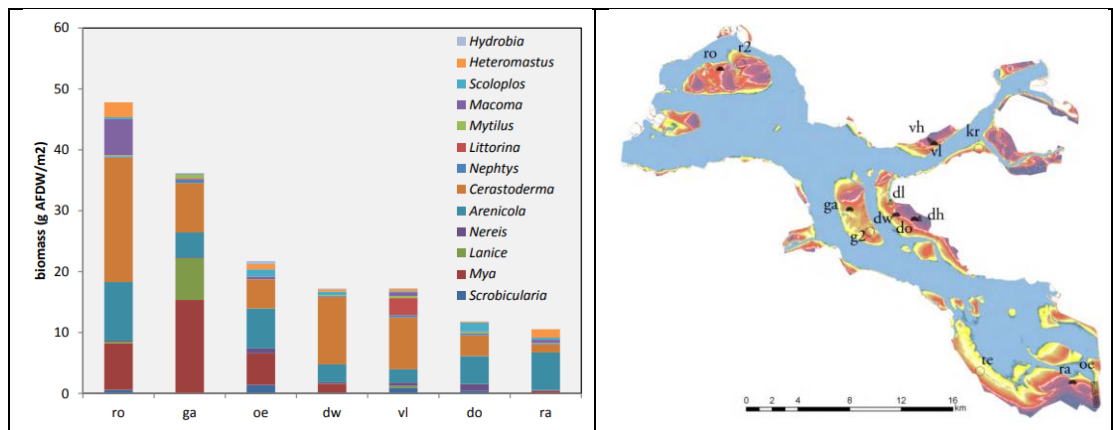 60
50
40
30
20
10
0
biomass (g AFDW/m2)
Hydrobia
Heteromastus
Scoloplos
Macoma
Mytilus
Littorina
Nephtys
Cerastoderma
Arenicola
Nereis
Lanice
Mya
Scrobicularia
ro ga oe dw vl do ra
ro r2
vh
vl
kr
dl
ga
dw
dh
do
g2
te
ra oe
0 2 4 8 12 16
km